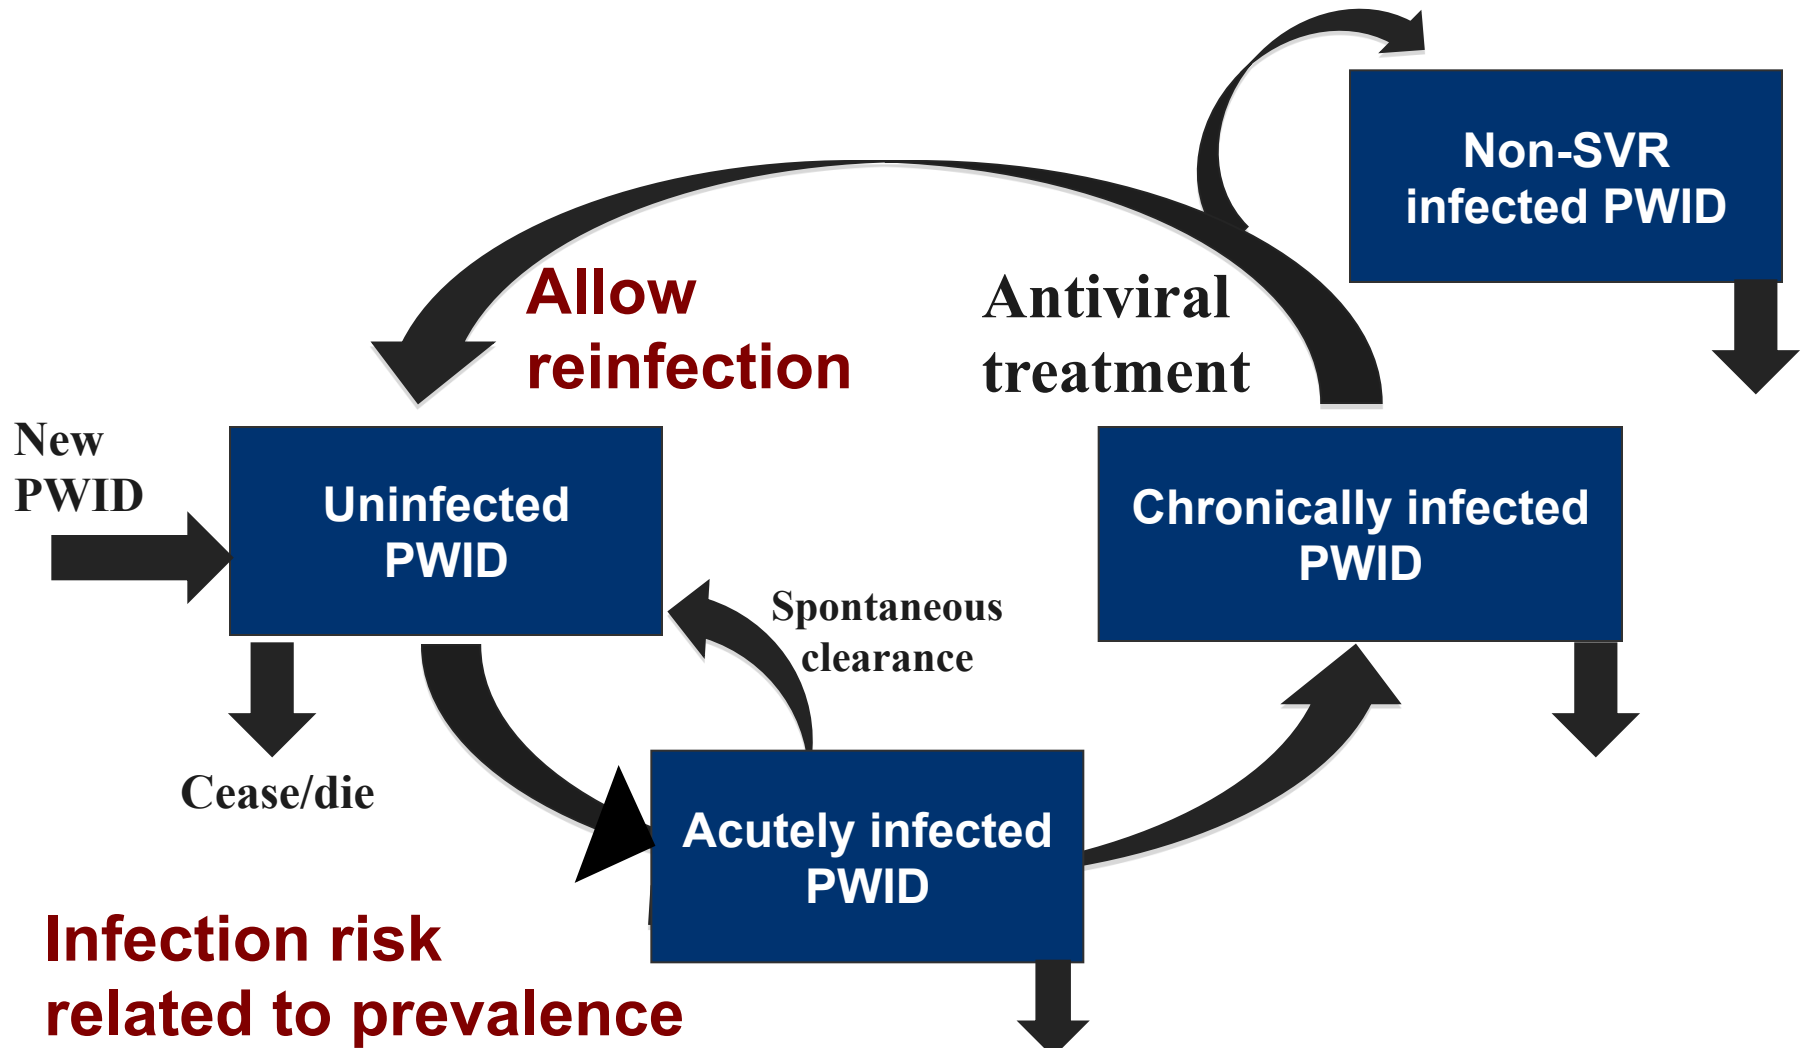 Non-SVR
infected PWID
Allow
reinfection
Antiviral
treatment
New
PWID
Uninfected
PWID
Chronically infected
PWID
Spontaneous
clearance
Cease/die
Acutely infected
PWID
Infection risk
related to prevalence